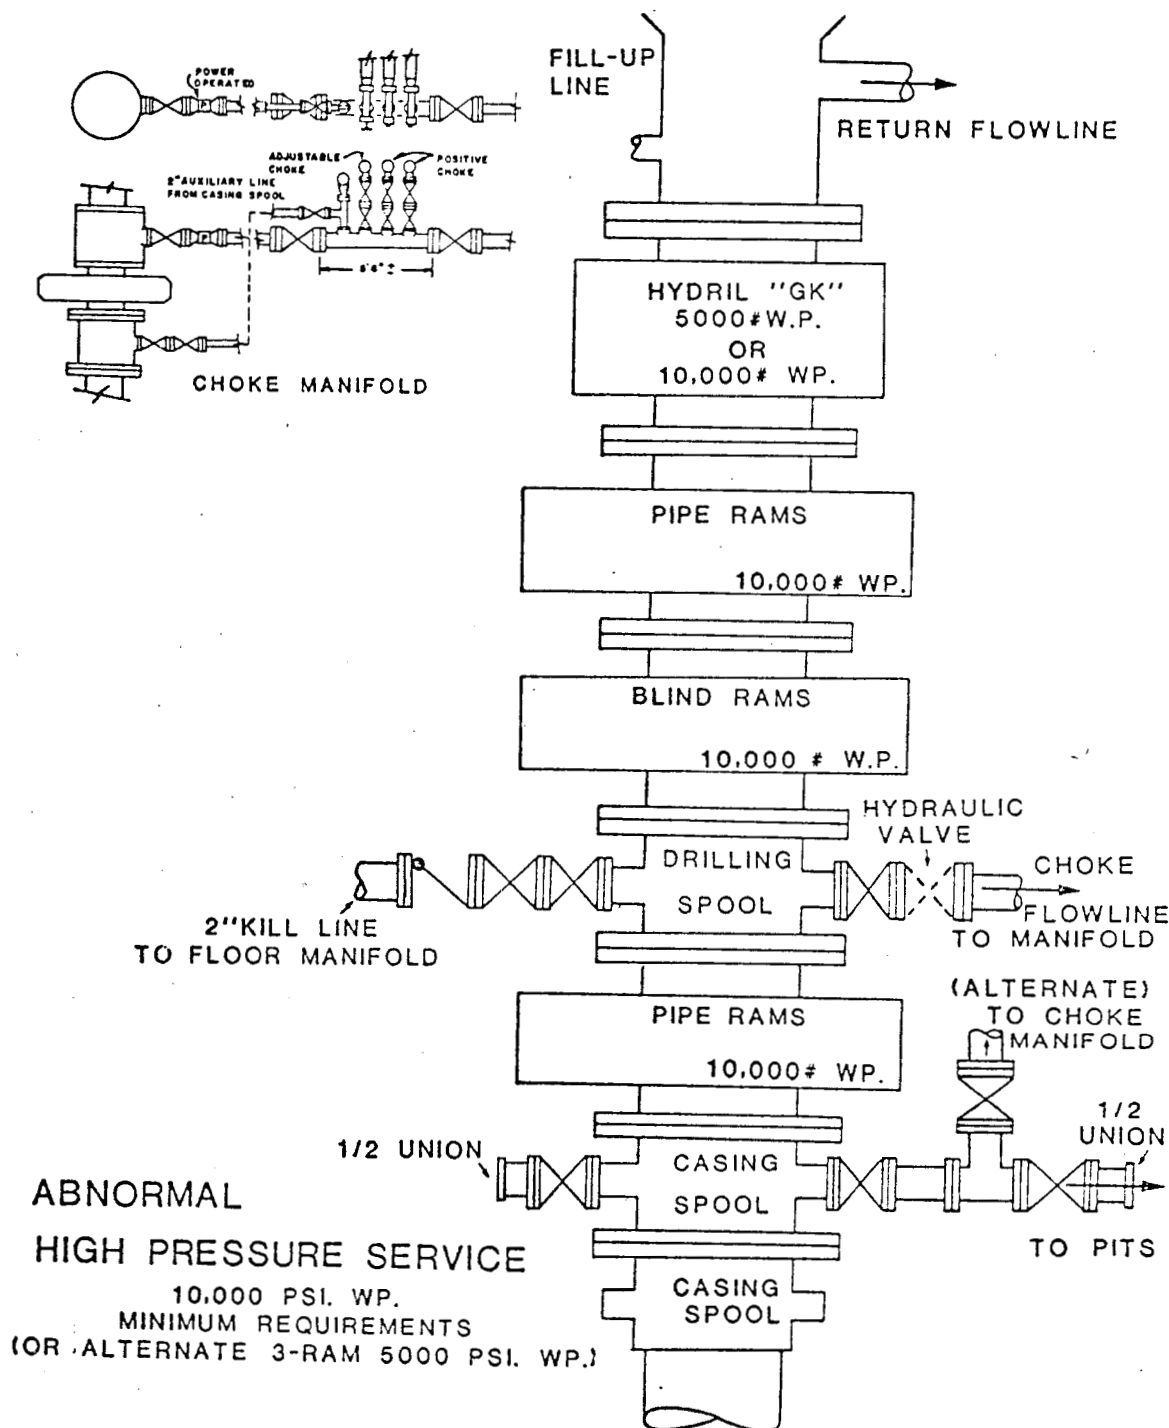 FILL-UP
LINE
RETURN FLOWLINE
POWER
OPERATED
ADJUSTABLE
CHOKE
POSITIVE
CHOKE
2" AUXILIARY LINE
FROM CASING SPOOL
CHOKE MANIFOLD
HYDRIL "GK"
5000#W.P.
OR
10,000# WP.
PIPE RAMS
10,000# WP.
BLIND RAMS
10,000 # W.P.
HYDRAULIC
VALVE
DRILLING
SPOOL
CHOKE
FLOWLINE
TO MANIFOLD
2"KILL LINE
TO FLOOR MANIFOLD
(ALTERNATE)
TO CHOKE
MANIFOLD
PIPE RAMS
10,000# WP.
1/2 UNION
1/2
UNION
CASING
SPOOL
TO PITS
CASING
SPOOL
ABNORMAL
HIGH PRESSURE SERVICE
10,000 PSI. WP.
MINIMUM REQUIREMENTS
(OR ALTERNATE 3-RAM 5000 PSI. WP.)